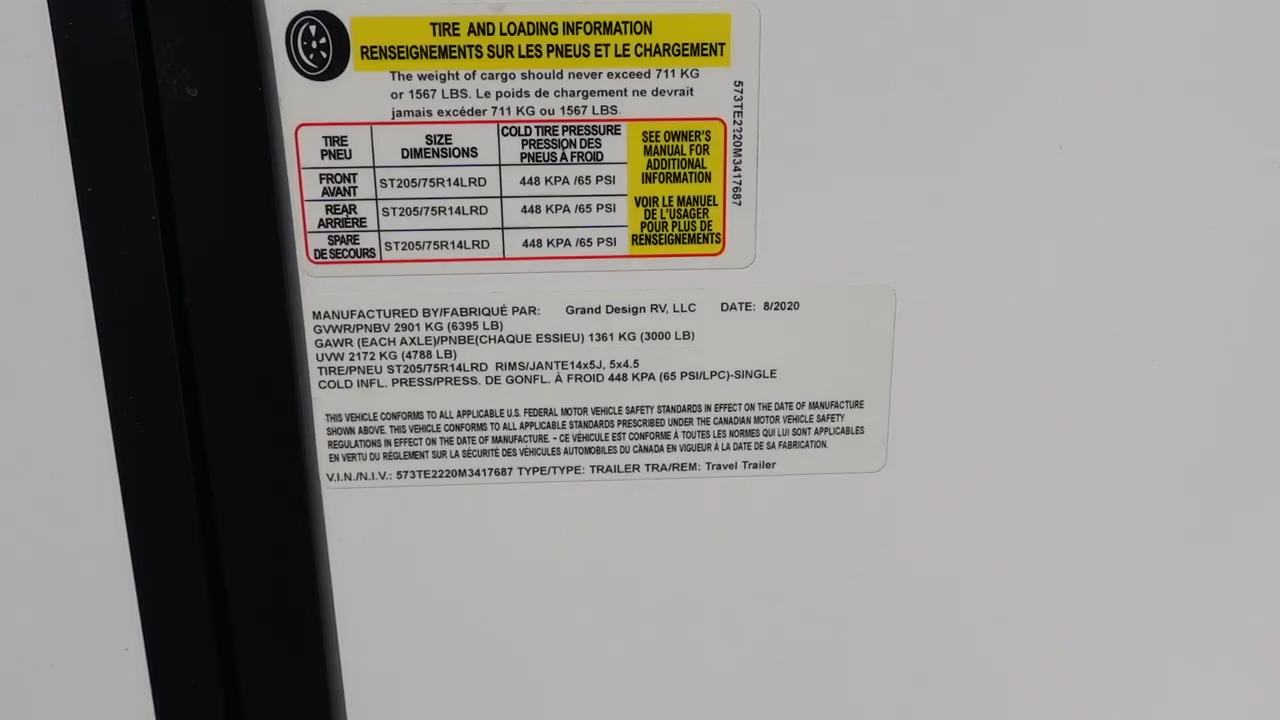 TIRE AND LOADING INFORMATION
RENSEIGNEMENTS SUR LES PNEUS ET LE CHARGEMENT
The weight of cargo should never exceed 711 KG
or 1567 LBS. Le poids de chargement ne devrait
jamais excéder 711 KG ou 1567 LBS.
573TE2220M3417687
TIRE
PNEU
SIZE
DIMENSIONS
COLD TIRE PRESSURE
PRESSION DES
PNEUS À FROID
SEE OWNER'S
MANUAL FOR
ADDITIONAL
INFORMATION
VOIR LE MANUEL
DE L'USAGER
POUR PLUS DE
RENSEIGNEMENTS
FRONT
AVANT
ST205/75R14LRD
448 KPA /65 PSI
REAR
ARRIÈRE
ST205/75R14LRD
448 KPA /65 PSI
SPARE
DE SECOURS
ST205/75R14LRD
448 KPA /65 PSI
MANUFACTURED BY/FABRIQUÉ PAR: Grand Design RV, LLC DATE: 8/2020
GVWR/PNBV 2901 KG (6395 LB)
GAWR (EACH AXLE)/PNBE(CHAQUE ESSIEU) 1361 KG (3000 LB)
UVW 2172 KG (4788 LB)
TIRE/PNEU ST205/75R14LRD RIMS/JANTE14x5J, 5x4.5
COLD INFL. PRESS/PRESS. DE GONFL. À FROID 448 KPA (65 PSI/LPC)-SINGLE
THIS VEHICLE CONFORMS TO ALL APPLICABLE U.S. FEDERAL MOTOR VEHICLE SAFETY STANDARDS IN EFFECT ON THE DATE OF MANUFACTURE
SHOWN ABOVE. THIS VEHICLE CONFORMS TO ALL APPLICABLE STANDARDS PRESCRIBED UNDER THE CANADIAN MOTOR VEHICLE SAFETY
REGULATIONS IN EFFECT ON THE DATE OF MANUFACTURE. - CE VÉHICULE EST CONFORME À TOUTES LES NORMES QUI LUI SONT APPLICABLES
EN VERTU DU RÈGLEMENT SUR LA SÉCURITÉ DES VÉHICULES AUTOMOBILES DU CANADA EN VIGUEUR À LA DATE DE SA FABRICATION.
V.I.N./N.I.V.: 573TE2220M3417687 TYPE/TYPE: TRAILER TRA/REM: Travel Trailer